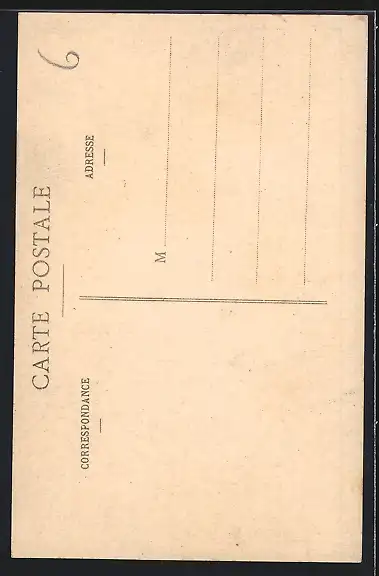 CARTE POSTALE
6
CORRESPONDANCE
ADRESSE
M